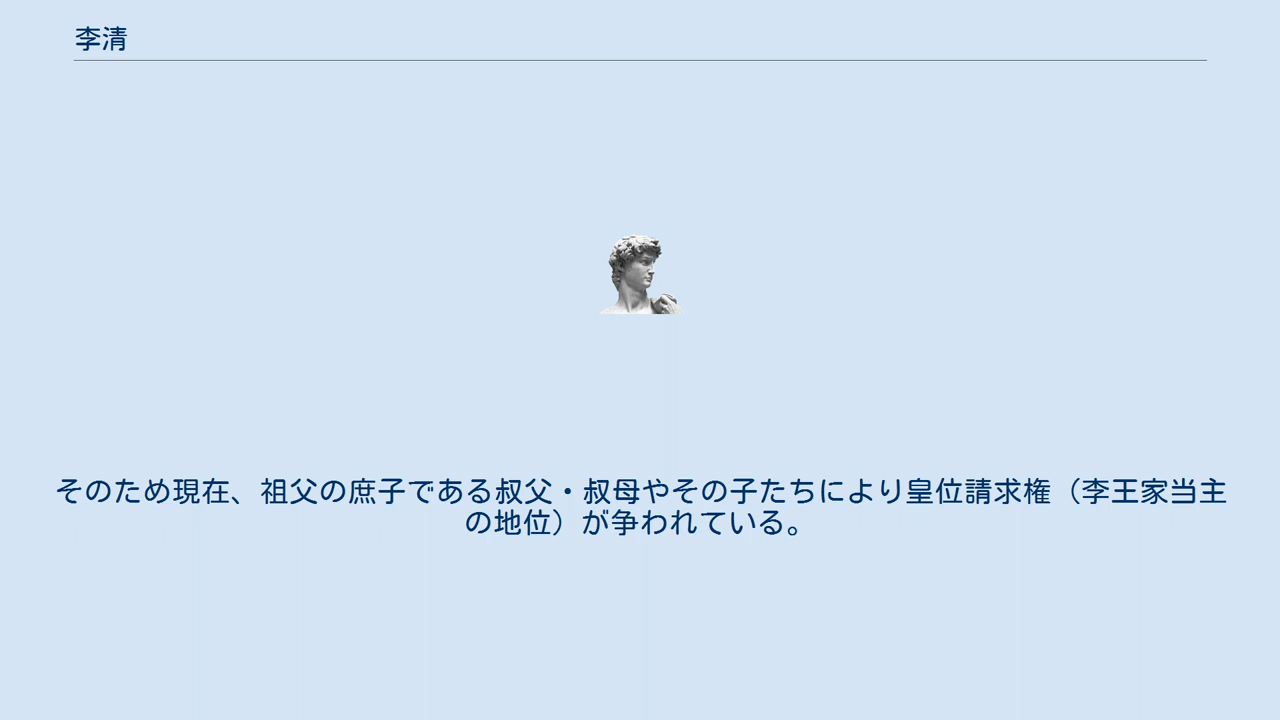 李清
そのため現在、祖父の庶子である叔父・叔母やその子たちにより皇位請求権（李王家当主
の地位）が争われている。